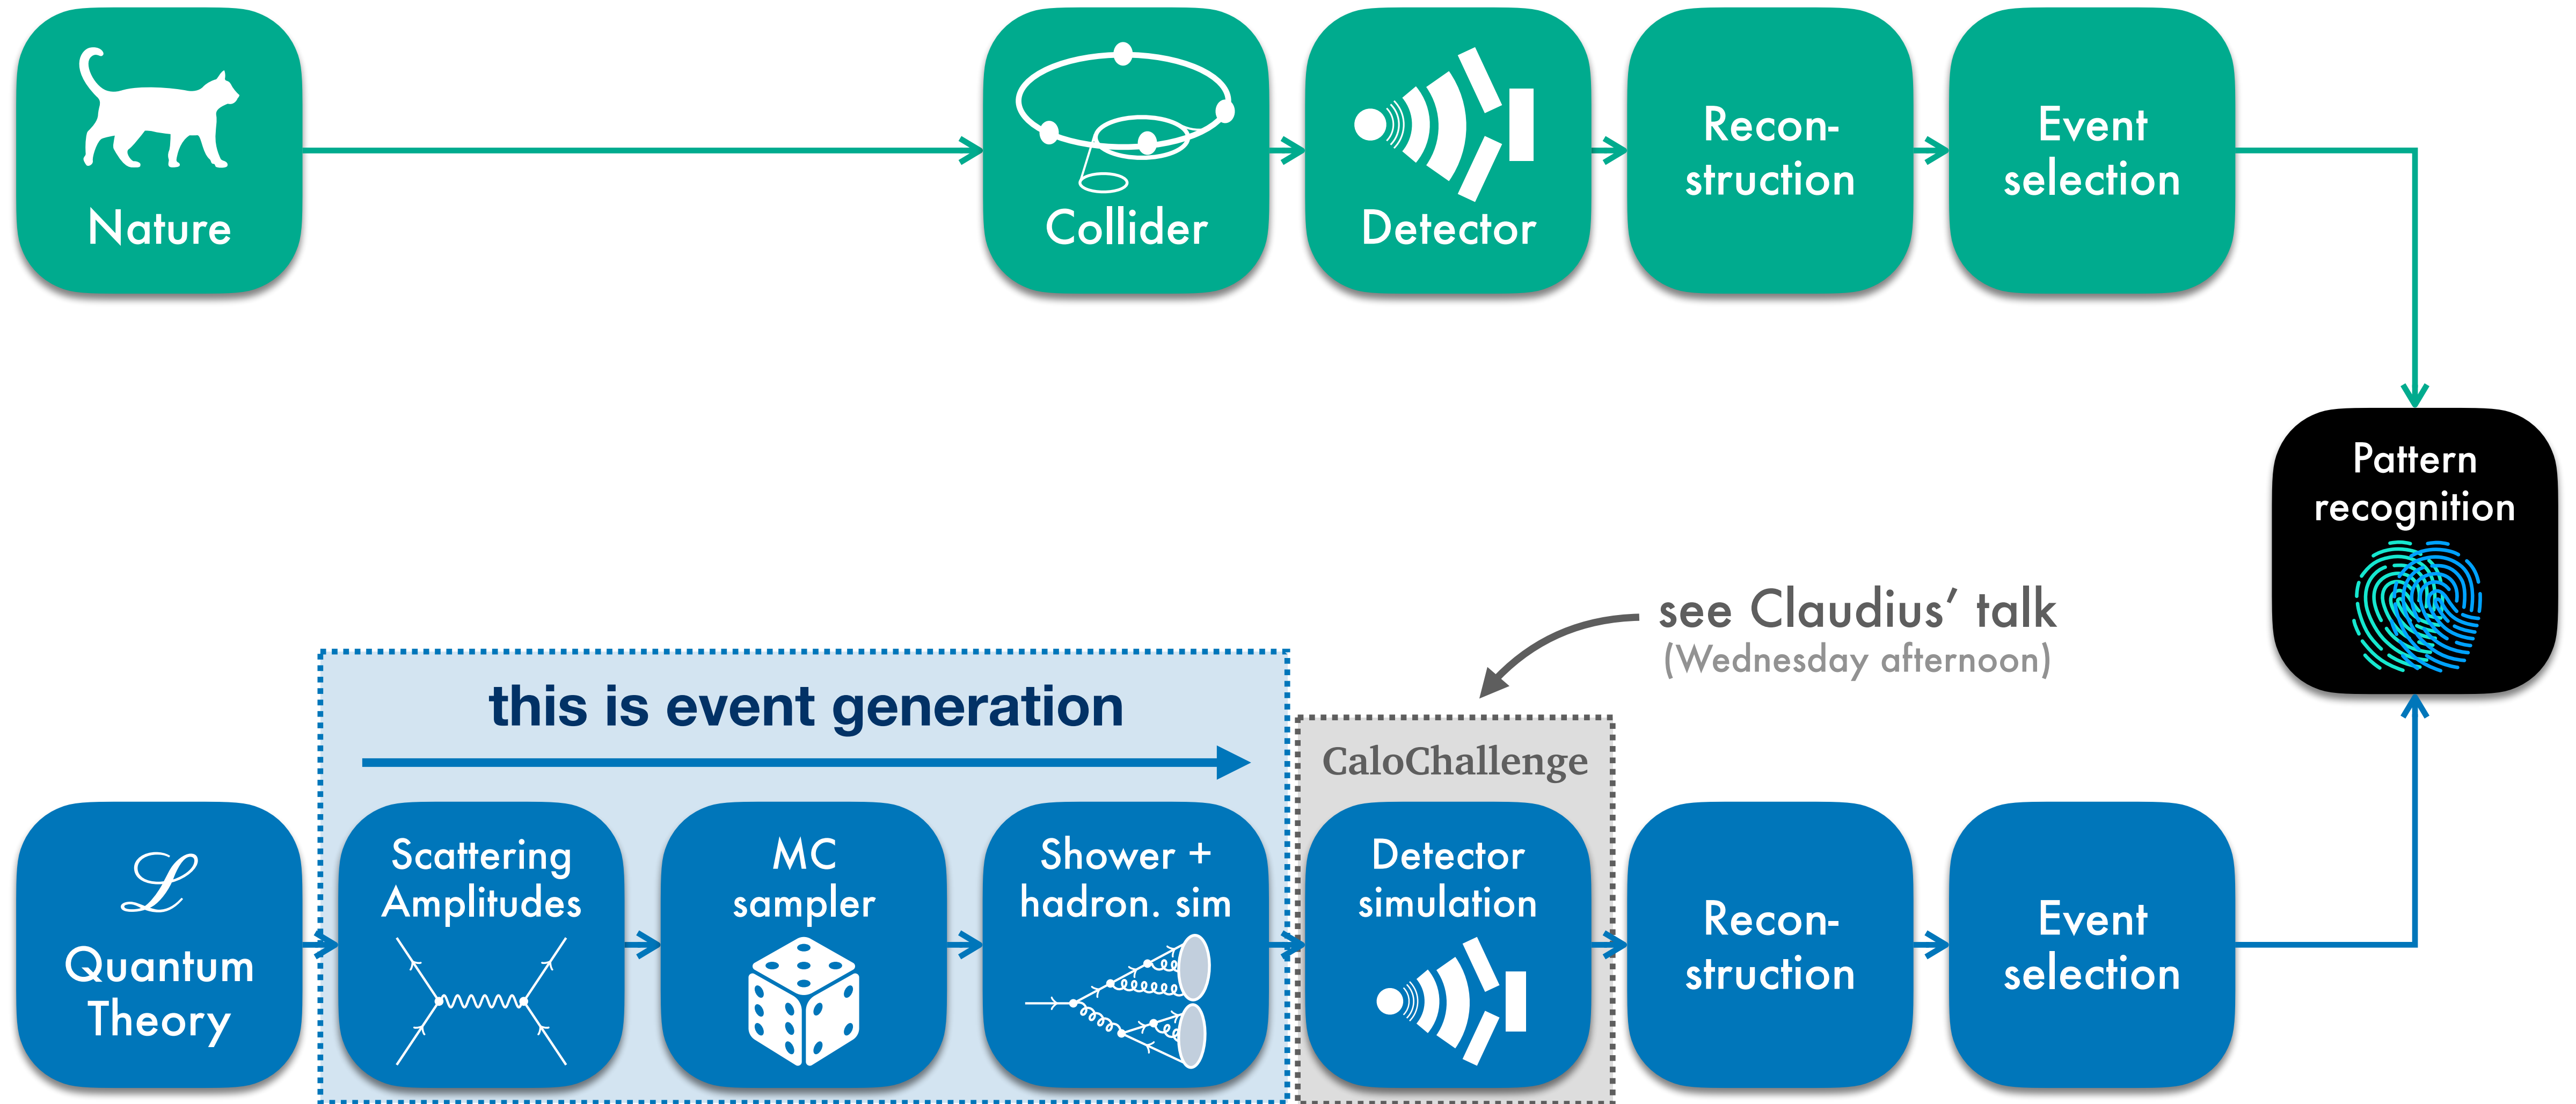 Nature
Collider
Detector
Recon-
struction
Event
selection
Pattern
recognition
see Claudius’ talk
(Wednesday afternoon)
this is event generation
CaloChallenge
ℒ
Quantum
Theory
Scattering
Amplitudes
MC
sampler
Shower +
hadron. sim
Detector
simulation
Recon-
struction
Event
selection